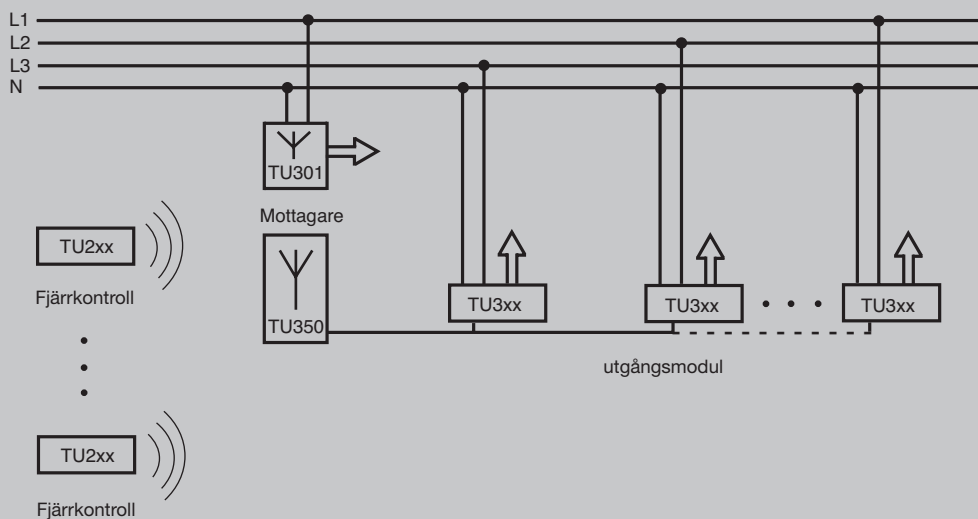 L1
L2
L3
N
TU301
Mottagare
TU2xx
Fjärrkontroll
TU350
TU3xx
TU3xx
TU3xx
utgångsmodul
TU2xx
Fjärrkontroll